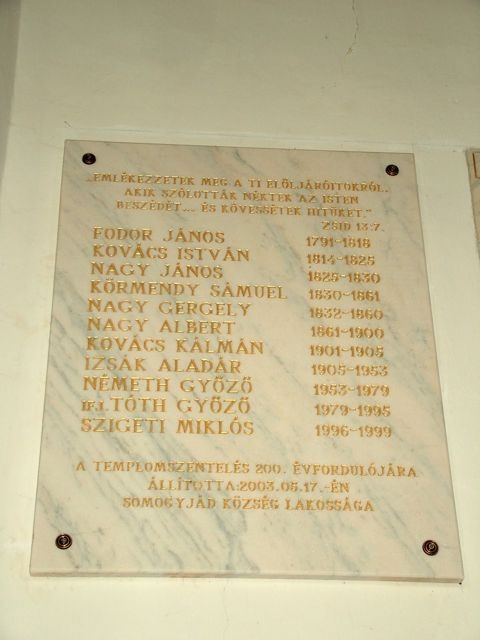 „EMLÉKEZZETEK MEG A TI ELŐLJÁRÓITOKRÓL,
AKIK SZÓLOTTÁK NÉKTEK AZ ISTEN
BESZÉDÉT... ÉS KÖVESSÉTEK HITÜKET."
ZSID 13:7.
FODOR JÁNOS 1791-1818
KOVÁCS ISTVÁN 1814-1825
NAGY JÁNOS 1825-1830
KÖRMENDY SÁMUEL 1830-1861
NAGY GERGELY 1832-1860
NAGY ALBERT 1861-1900
KOVÁCS KÁLMÁN 1901-1905
IZSÁK ALADÁR 1905-1953
NÉMETH GYŐZŐ 1953-1979
IFJ. TÓTH GYŐZŐ 1979-1995
SZIGETI MIKLÓS 1996-1999
A TEMPLOMSZENTELÉS 200. ÉVFORDULÓJÁRA
ÁLLÍTOTTA:2003.05.17.-ÉN
SOMOGYJÁD KÖZSÉG LAKOSSÁGA